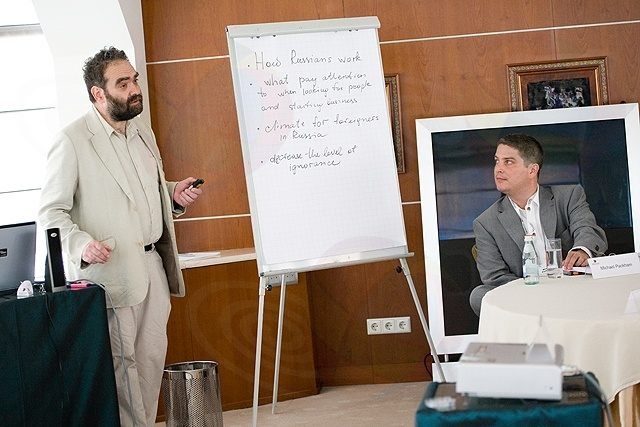 • How Russians work
• what pay attention
to when looking for people
and starting business
• climate for foreigners
in Russia
• decrease the level of
ignorance
Michael